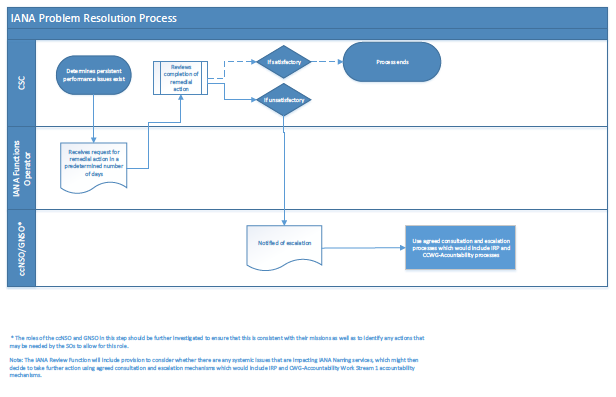 IANA Problem Resolution Process
CSC
Determines persistent
performance issues exist
Reviews
completion of
remedial
action
If satisfactory
Process ends
If unsatisfactory
IANA Functions
Operator
Receives request for
remedial action in a
predetermined number
of days
ccNSO/GNSO*
Notified of escalation
Use agreed consultation and escalation
processes which would include IRP and
CCWG-Accountability processes
* The roles of the ccNSO and GNSO in this step should be further investigated to ensure that this is consistent with their missions as well as to identify any actions that
may be needed by the SOs to allow for this role.
Note: The IANA Review Function will include provision to consider whether there are any systemic issues that are impacting IANA Naming services, which might then
decide to take further action using agreed consultation and escalation mechanisms which would include IRP and CWG-Accountability Work Stream 1 accountability
mechanisms.